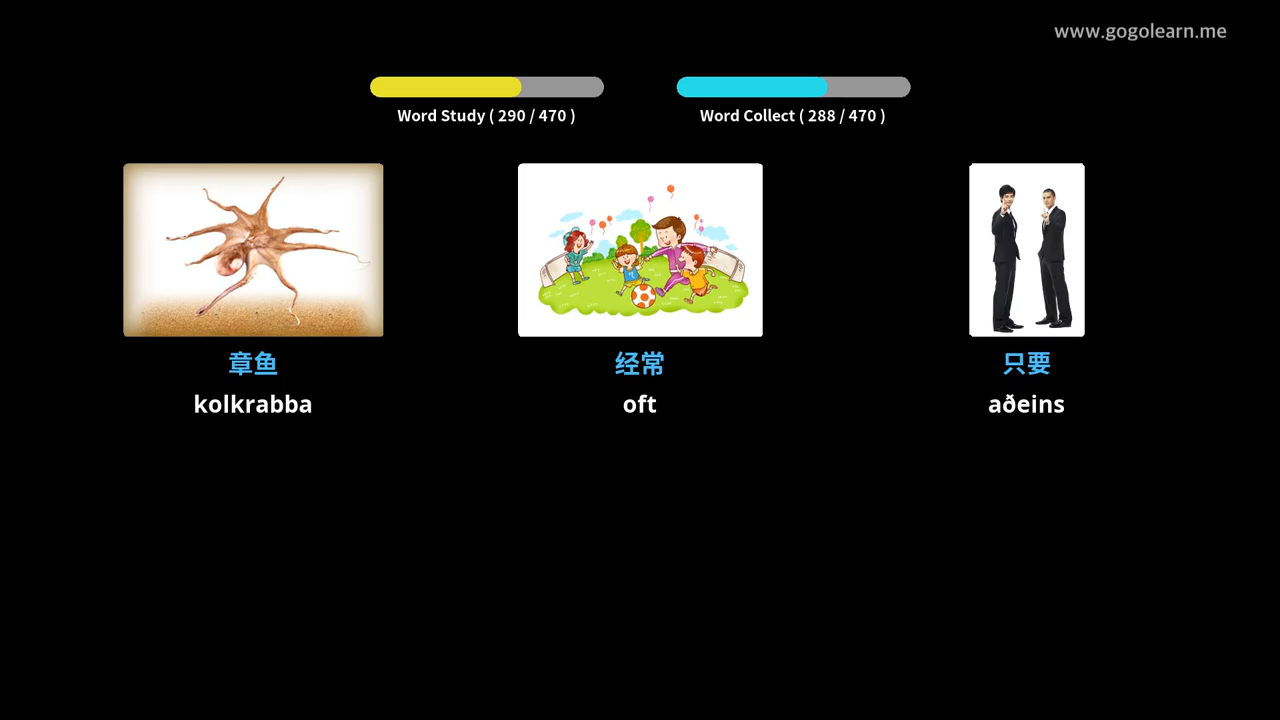 www.gogolearn.me
Word Study ( 290 / 470 )
Word Collect ( 288 / 470 )
章鱼
经常
只要
kolkrabba
oft
aðeins